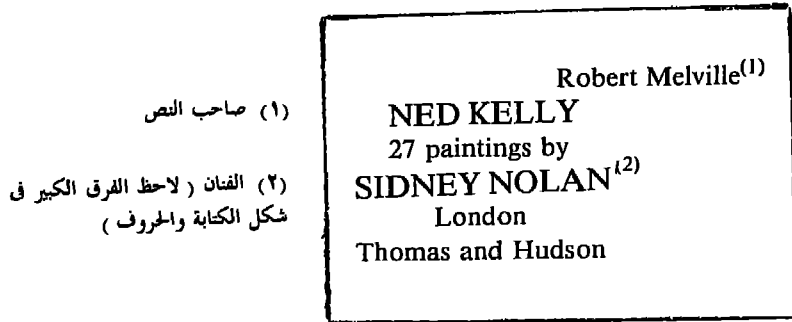 Robert Melville(1)
NED KELLY
27 paintings by
SIDNEY NOLAN(2)
London
Thomas and Hudson
(١) صاحب النص
(٢) الفنان ( لاحظ الفرق الكبير فى
شكل الكتابة والحروف )